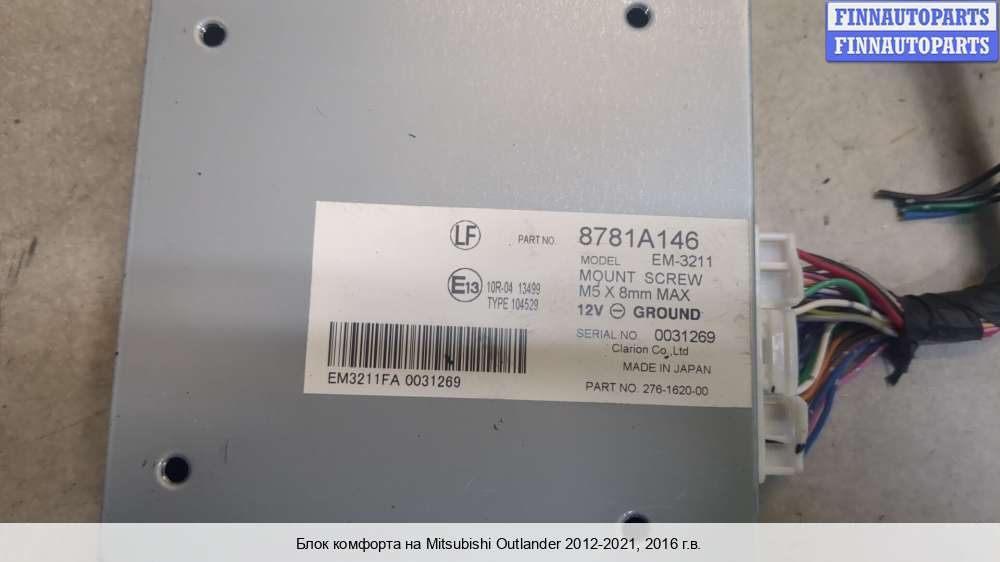 FINNAUTOPARTS
FINNAUTOPARTS
LF
PART NO. 8781A146
MODEL EM-3211
MOUNT SCREW
M5 X 8mm MAX
E13 10R-04 13499
TYPE 104529
12V ⊖ GROUND
SERIAL NO. 0031269
Clarion Co.,Ltd
MADE IN JAPAN
EM3211FA 0031269
PART NO. 276-1620-00
Блок комфорта на Mitsubishi Outlander 2012-2021, 2016 г.в.